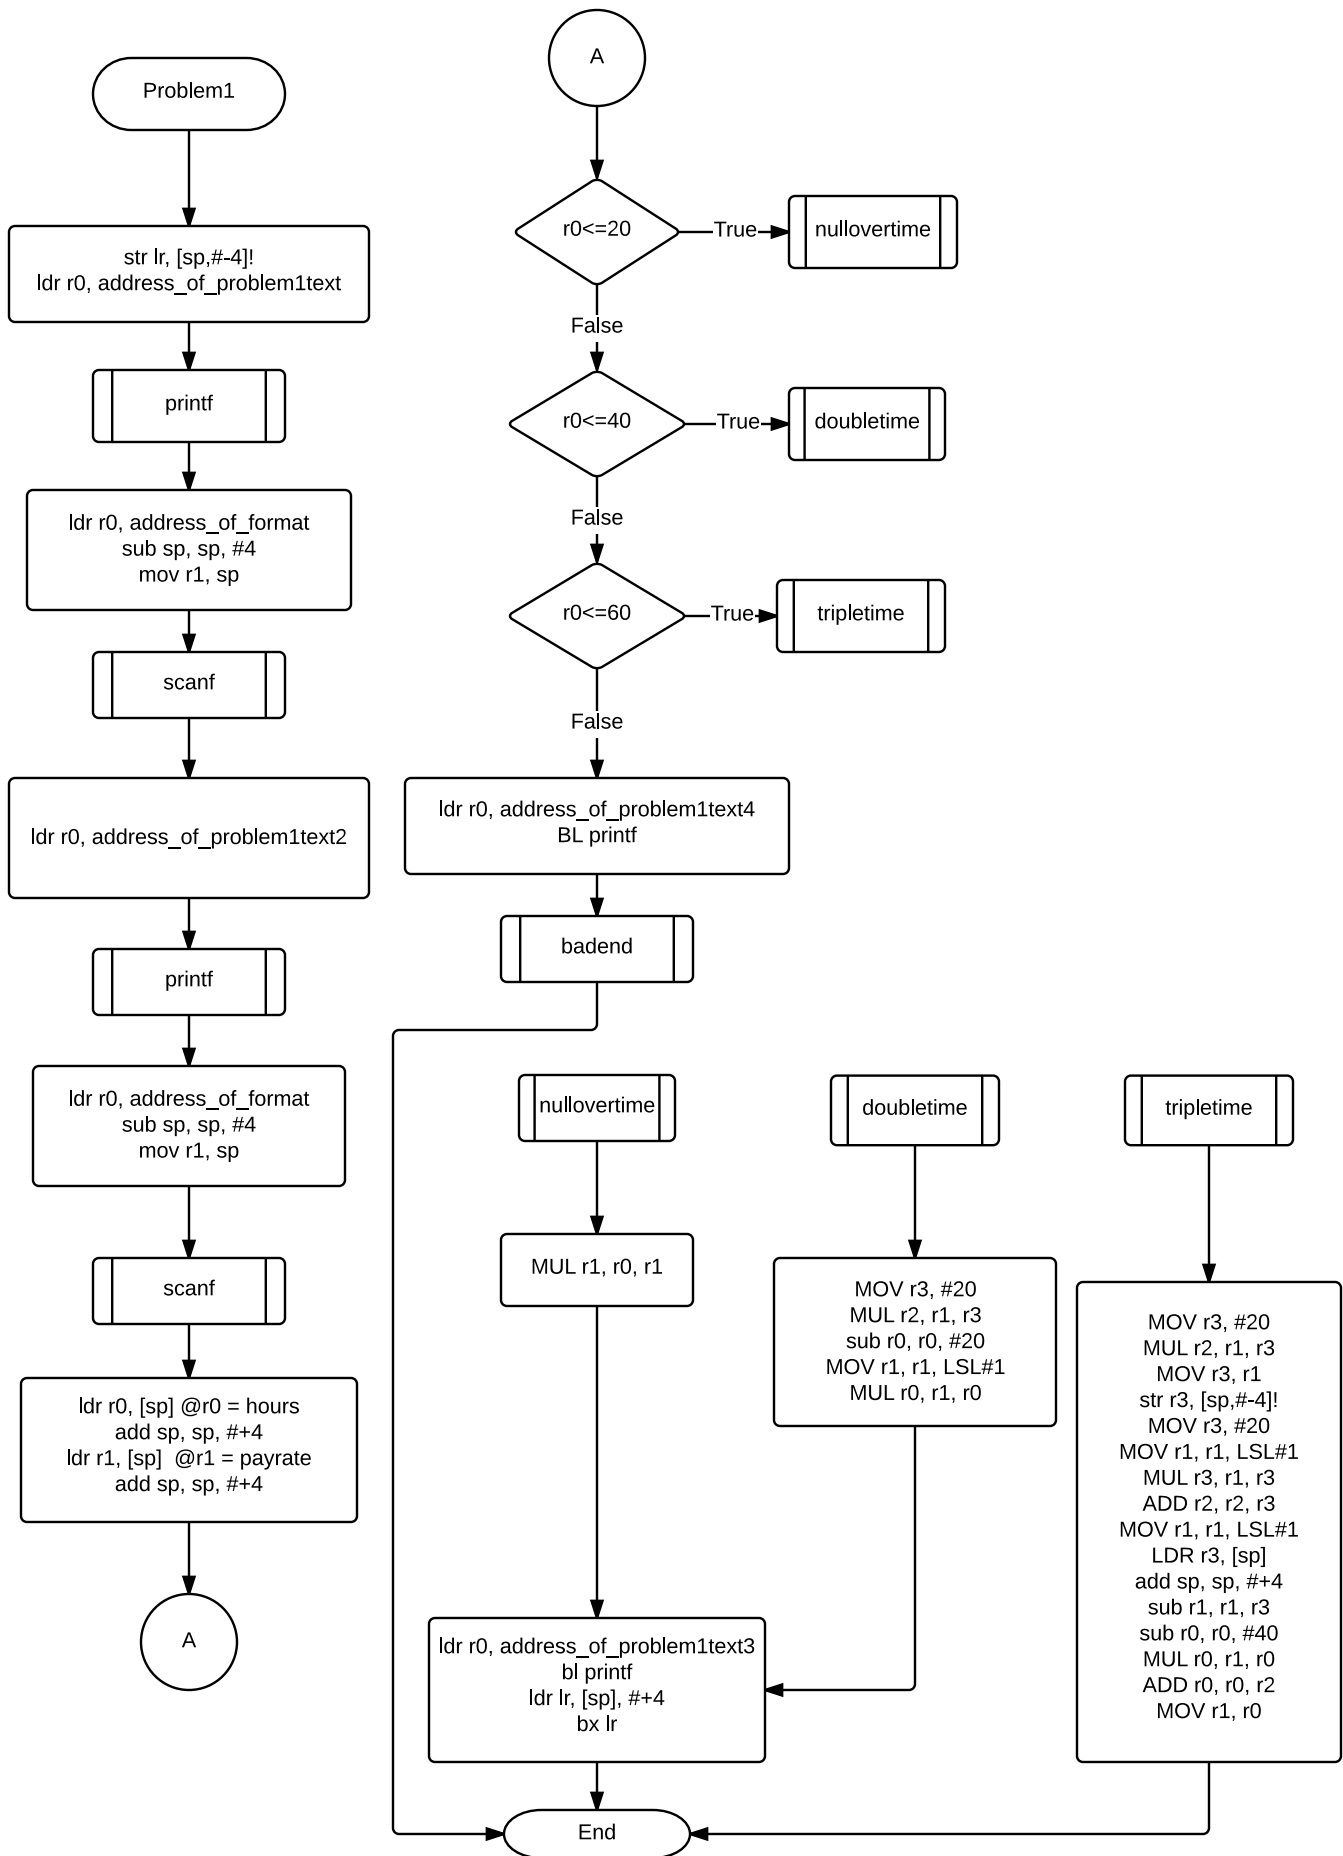 Problem1
str lr, [sp,#-4]!
ldr r0, address_of_problem1text
printf
ldr r0, address_of_format
sub sp, sp, #4
mov r1, sp
scanf
ldr r0, address_of_problem1text2
printf
ldr r0, address_of_format
sub sp, sp, #4
mov r1, sp
scanf
ldr r0, [sp] @r0 = hours
add sp, sp, #+4
ldr r1, [sp]  @r1 = payrate
add sp, sp, #+4
A
A
r0<=20
True
nullovertime
False
r0<=40
True
doubletime
False
r0<=60
True
tripletime
False
ldr r0, address_of_problem1text4
BL printf
badend
nullovertime
MUL r1, r0, r1
ldr r0, address_of_problem1text3
bl printf
ldr lr, [sp], #+4
bx lr
End
doubletime
MOV r3, #20
MUL r2, r1, r3
sub r0, r0, #20
MOV r1, r1, LSL#1
MUL r0, r1, r0
tripletime
MOV r3, #20
MUL r2, r1, r3
MOV r3, r1
str r3, [sp,#-4]!
MOV r3, #20
MOV r1, r1, LSL#1
MUL r3, r1, r3
ADD r2, r2, r3
MOV r1, r1, LSL#1
LDR r3, [sp]
add sp, sp, #+4
sub r1, r1, r3
sub r0, r0, #40
MUL r0, r1, r0
ADD r0, r0, r2
MOV r1, r0